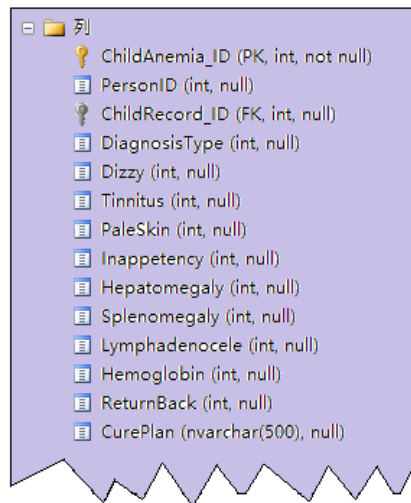 列
ChildAnemia_ID (PK, int, not null)
PersonID (int, null)
ChildRecord_ID (FK, int, null)
DiagnosisType (int, null)
Dizzy (int, null)
Tinnitus (int, null)
PaleSkin (int, null)
Inappetency (int, null)
Hepatomegaly (int, null)
Splenomegaly (int, null)
Lymphadenocele (int, null)
Hemoglobin (int, null)
ReturnBack (int, null)
CurePlan (nvarchar(500), null)